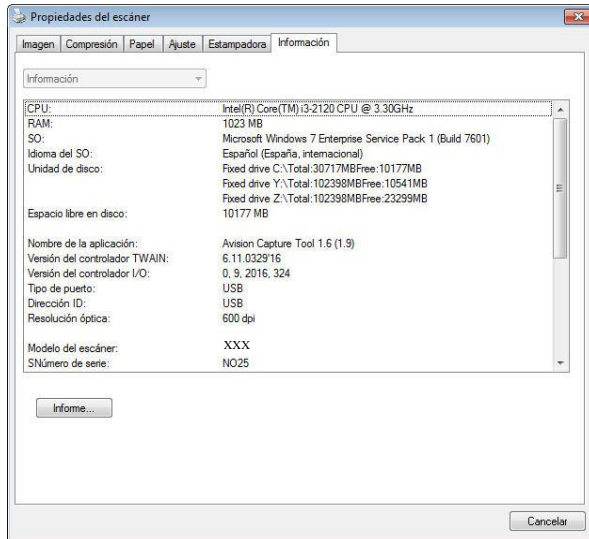 Propiedades del escáner
Imagen Compresión Papel Ajuste Estampadora Información
Información
CPU: Intel(R) Core(TM) i3-2120 CPU @ 3.30GHz
RAM: 1023 MB
SO: Microsoft Windows 7 Enterprise Service Pack 1 (Build 7601)
Idioma del SO: Español (España, internacional)
Unidad de disco: Fixed drive C:\Total:30717MBFree:10177MB
Fixed drive Y:\Total:102398MBFree:10541MB
Fixed drive Z:\Total:102398MBFree:23299MB
Espacio libre en disco: 10177 MB
Nombre de la aplicación: Avision Capture Tool 1.6 (1.9)
Versión del controlador TWAIN: 6.11.0329'16
Versión del controlador I/O: 0, 9, 2016, 324
Tipo de puerto: USB
Dirección ID: USB
Resolución óptica: 600 dpi
Modelo del escáner: XXX
SNúmero de serie: NO25
Informe...
Cancelar